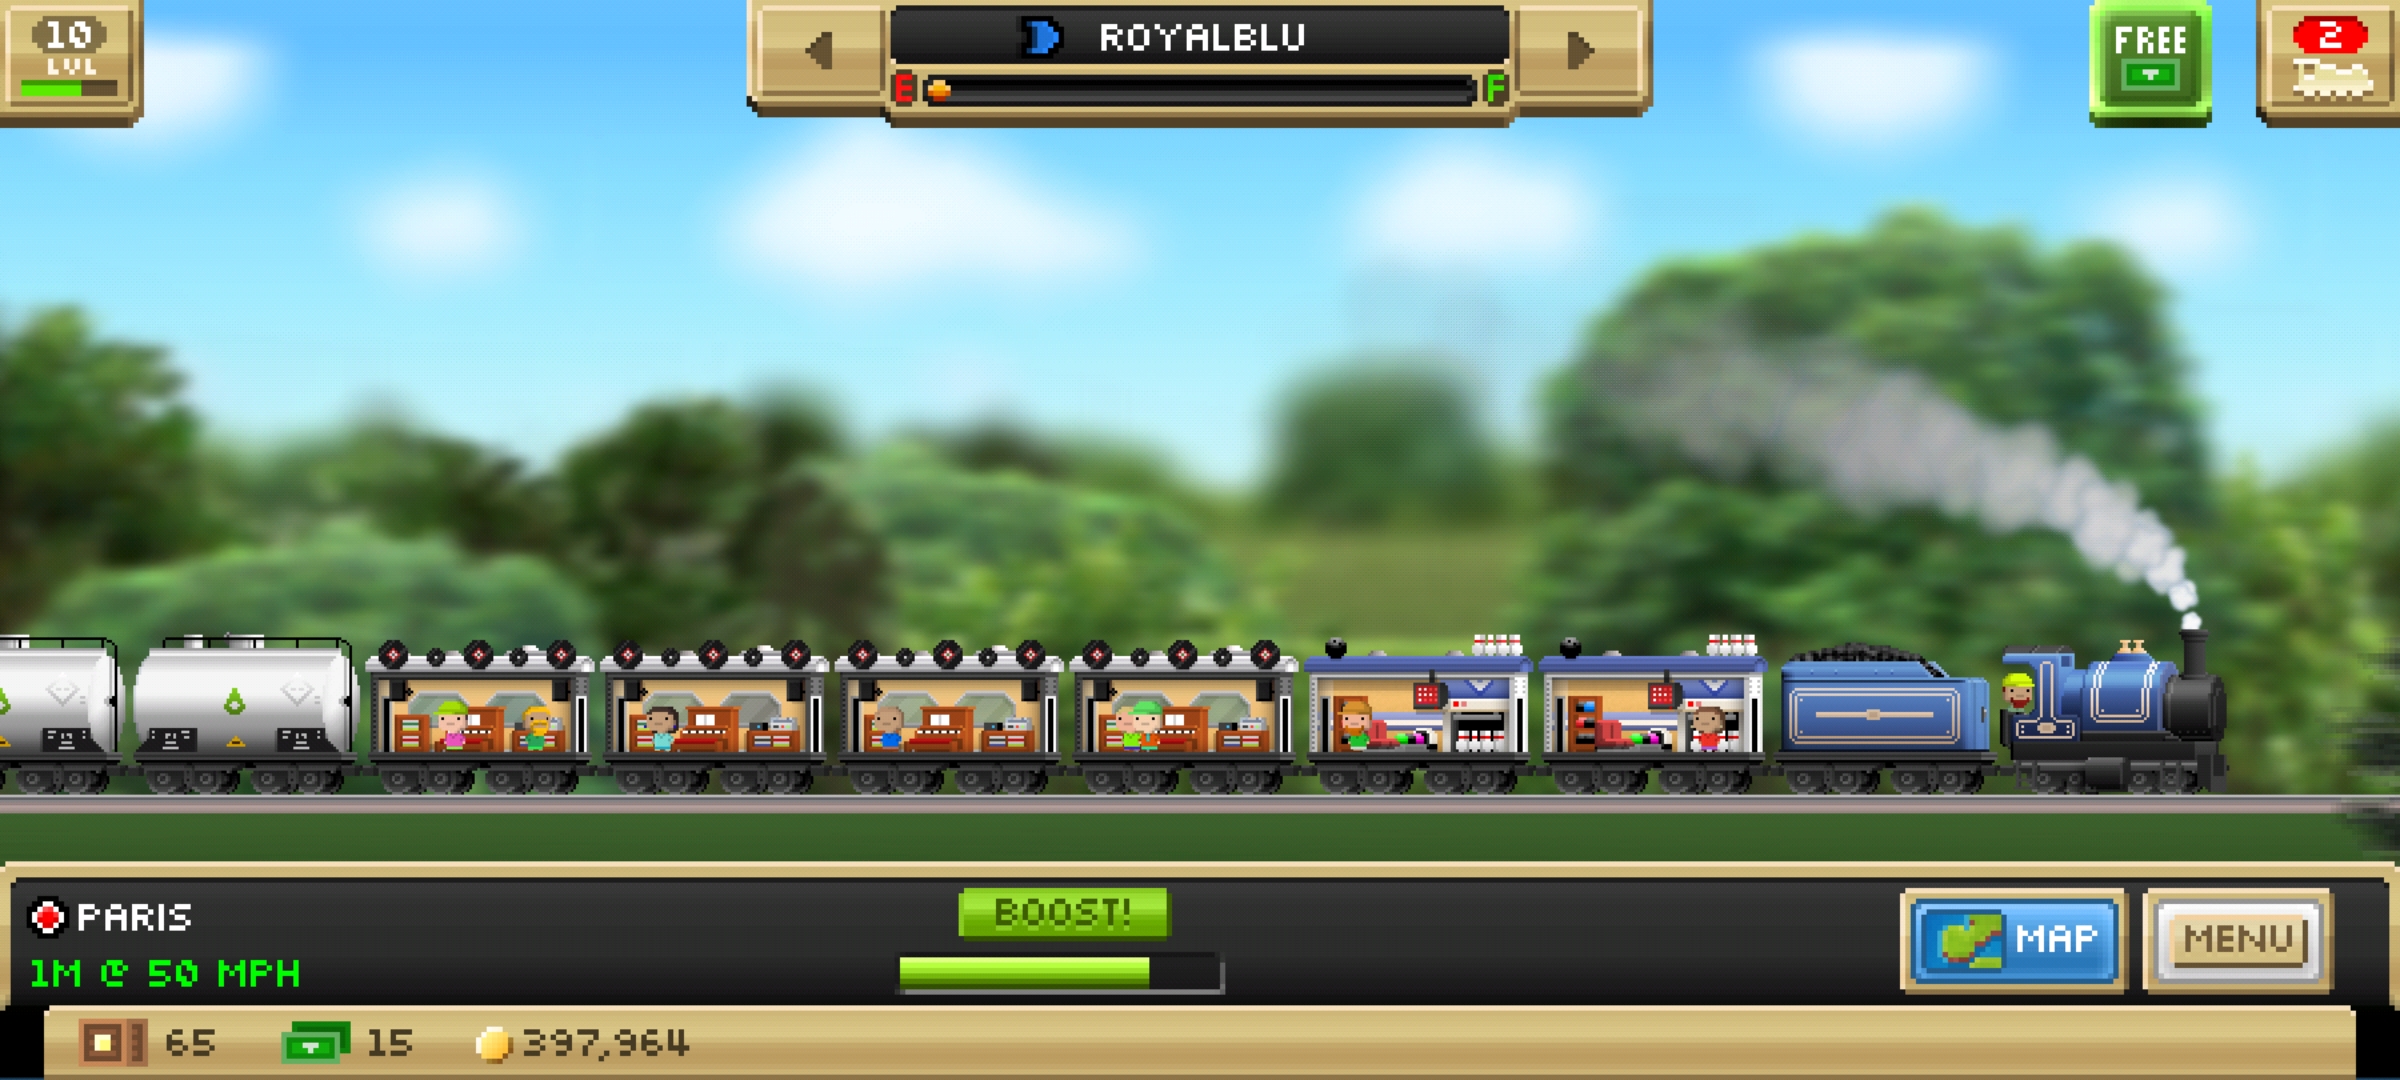 10
LVL
ROYALBLU
E
F
FREE
2
PARIS
1M @ 50 MPH
BOOST!
MAP
MENU
65
15
397,964